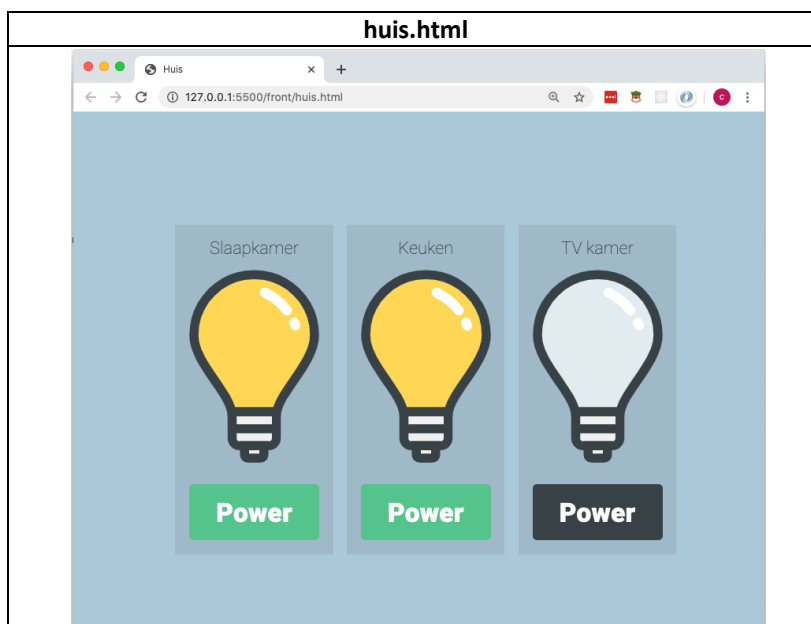 huis.html
Huis
127.0.0.1:5500/front/huis.html
Slaapkamer
Keuken
TV kamer
Power
Power
Power